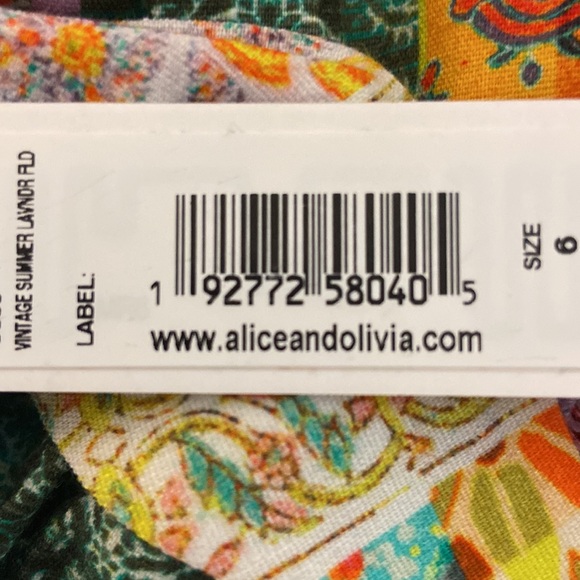 VINTAGE SUMMER LAVNDR FLD
LABEL:
1 92772 58040 5
www.aliceandolivia.com
SIZE
6